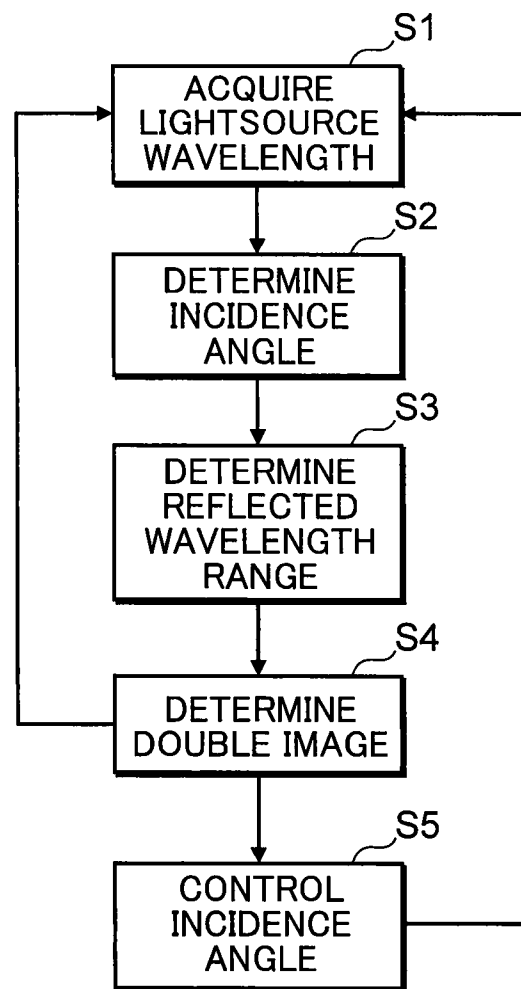 S1
ACQUIRE
LIGHTSOURCE
WAVELENGTH
S2
DETERMINE
INCIDENCE
ANGLE
S3
DETERMINE
REFLECTED
WAVELENGTH
RANGE
S4
DETERMINE
DOUBLE IMAGE
S5
CONTROL
INCIDENCE
ANGLE